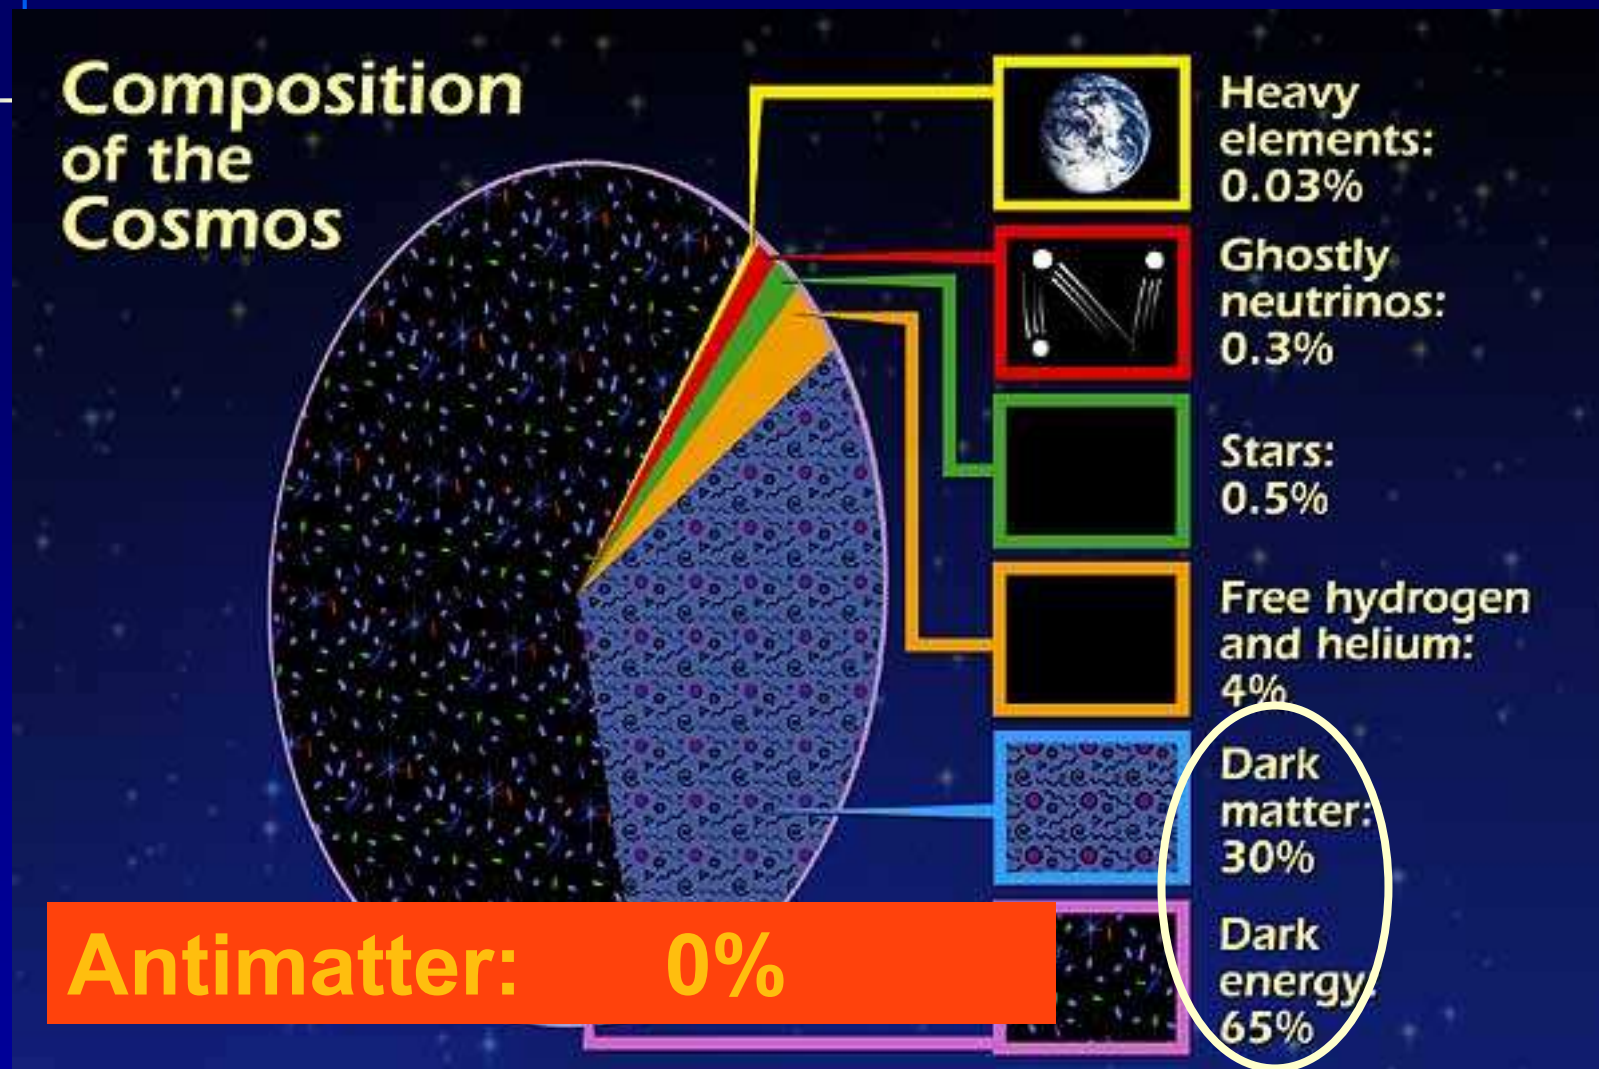 Composition
of the
Cosmos
Heavy
elements:
0.03%
Ghostly
neutrinos:
0.3%
Stars:
0.5%
Free hydrogen
and helium:
4%
Dark
matter:
30%
Dark
energy:
65%
Antimatter: 0%